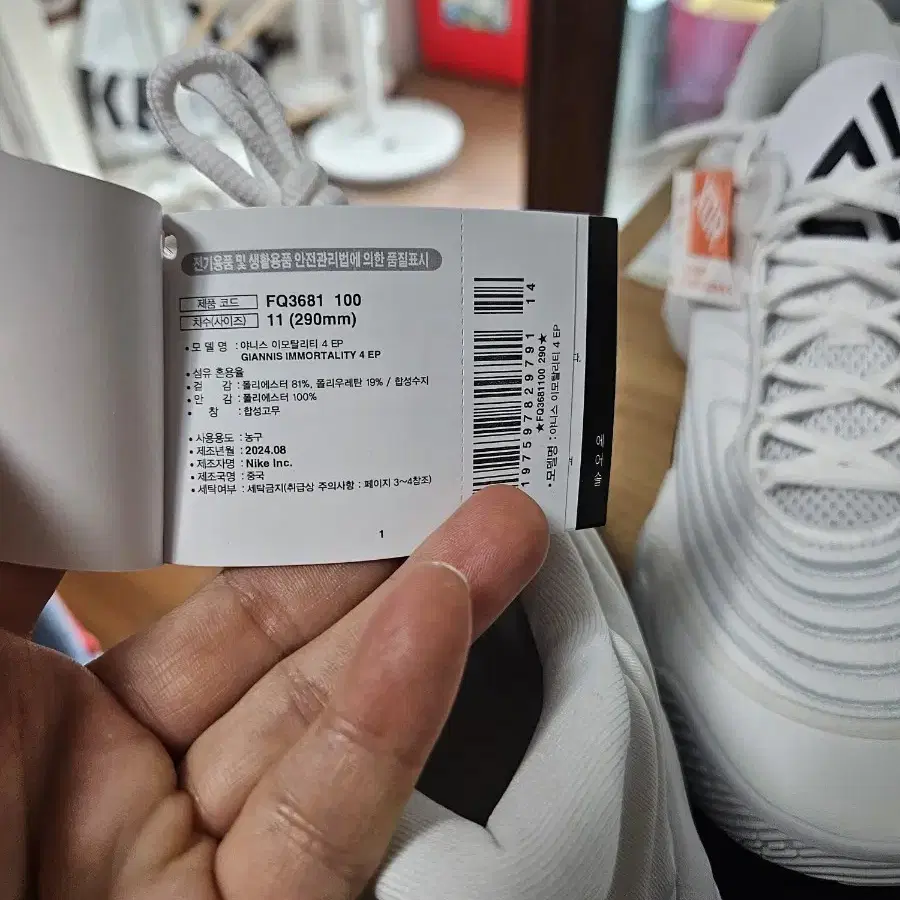 전기용품 및 생활용품 안전관리법에 의한 품질표시
제품 코드 FQ3681 100
치수(사이즈) 11 (290mm)
• 모 델 명 : 야니스 이모탈리티 4 EP
GIANNIS IMMORTALITY 4 EP
• 섬유 혼용율
• 겉 감 : 폴리에스터 81%, 폴리우레탄 19% / 합성수지
• 안 감 : 폴리에스터 100%
• 창 : 합성고무
• 사용용도 : 농구
• 제조년월 : 2024.08
• 제조자명 : Nike Inc.
• 제조국명 : 중국
• 세탁여부 : 세탁금지(취급상 주의사항 : 페이지 3~4참조)
1
14
197597829791
★FQ3681100 290★
• 모델명 : 야니스 이모탈리티 4 EP
다.
에어솔